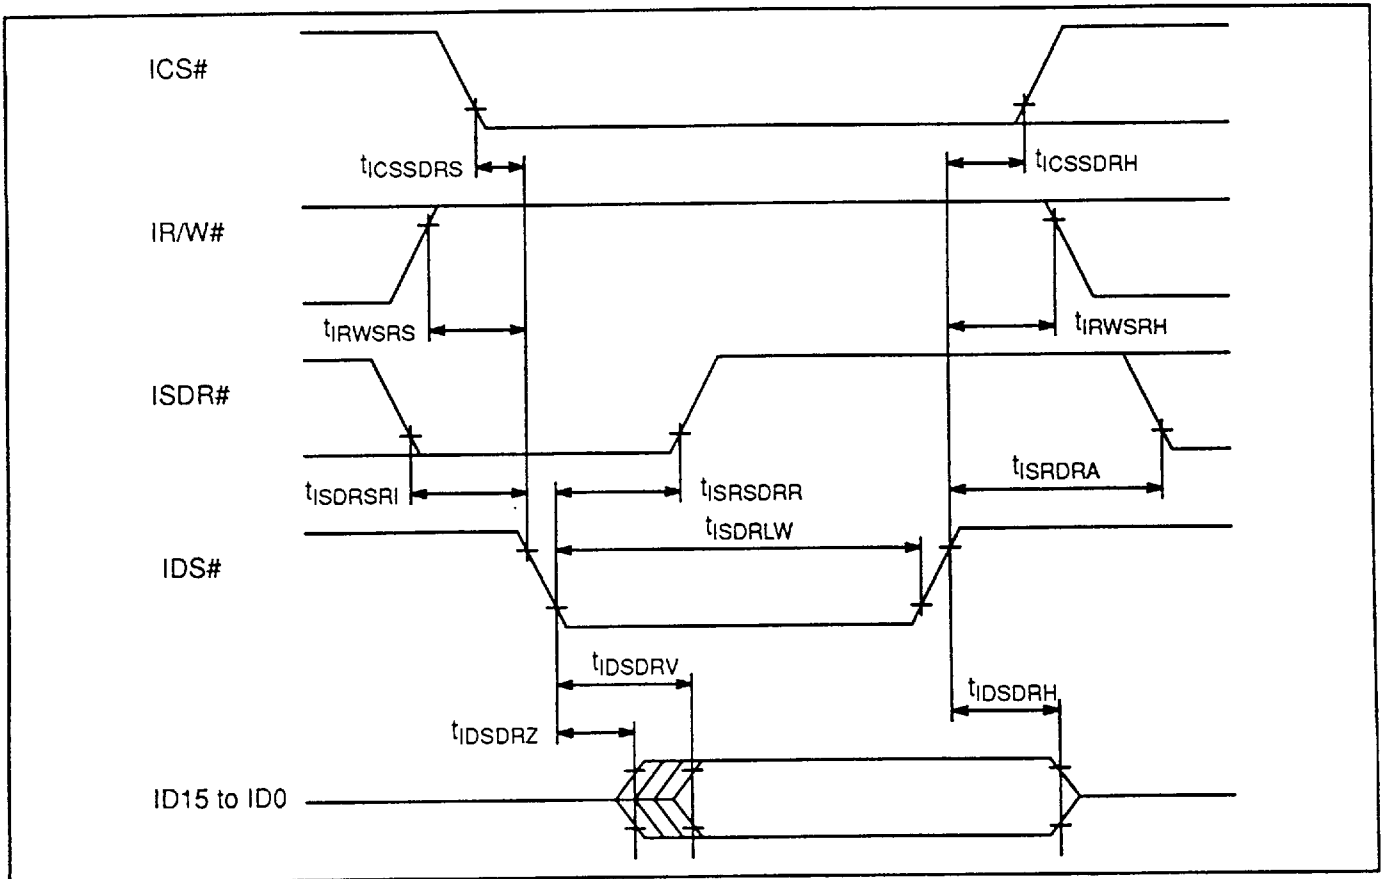 ICS#
tICSSDRS
tICSSDRH
IR/W#
tIRWSRS
tIRWSRH
ISDR#
tISDRSRI
tISRSDRR
tISRDRA
tISDRLW
IDS#
tIDSDRV
tIDSDRH
tIDSDRZ
ID15 to ID0